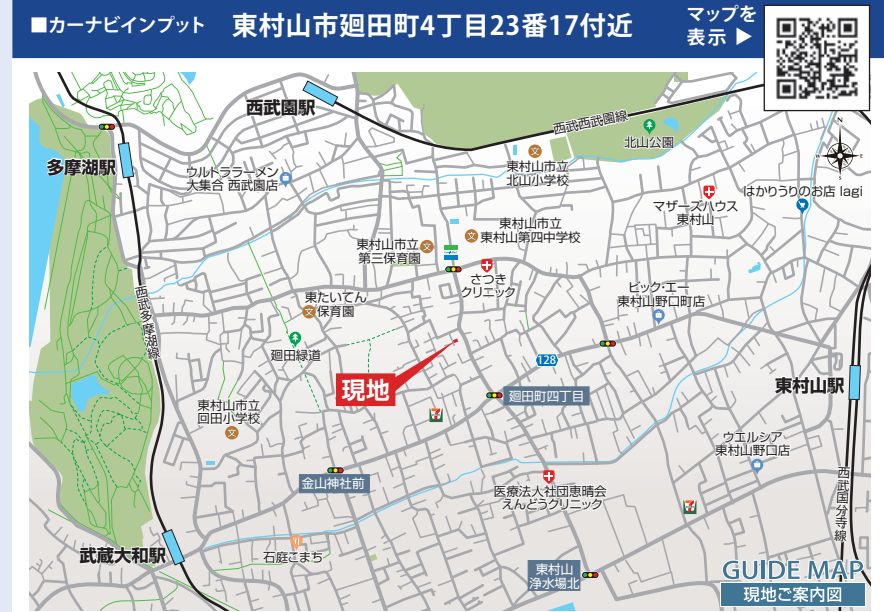 ■カーナビインプット 東村山市廻田町4丁目23番17付近
マップを
表示 ▶
西武園駅
西武西武園線
北山公園
N
W E
S
多摩湖駅
ウルトララーメン
大集合 西武園店
東村山市立
北山小学校
マザーズハウス
東村山
はかりうりのお店 lagi
東村山市立
東村山第四中学校
東村山市立
第三保育園
さつき
クリニック
ビック・エー
東村山野口町店
西武多摩湖線
東たいてん
保育園
廻田緑道
128
現地
廻田町四丁目
東村山駅
東村山市立
回田小学校
ウエルシア
東村山野口店
金山神社前
医療法人社団恵晴会
えんどうクリニック
西武国分寺線
武蔵大和駅
石庭こまち
東村山
浄水場北
GUIDE MAP
現地ご案内図